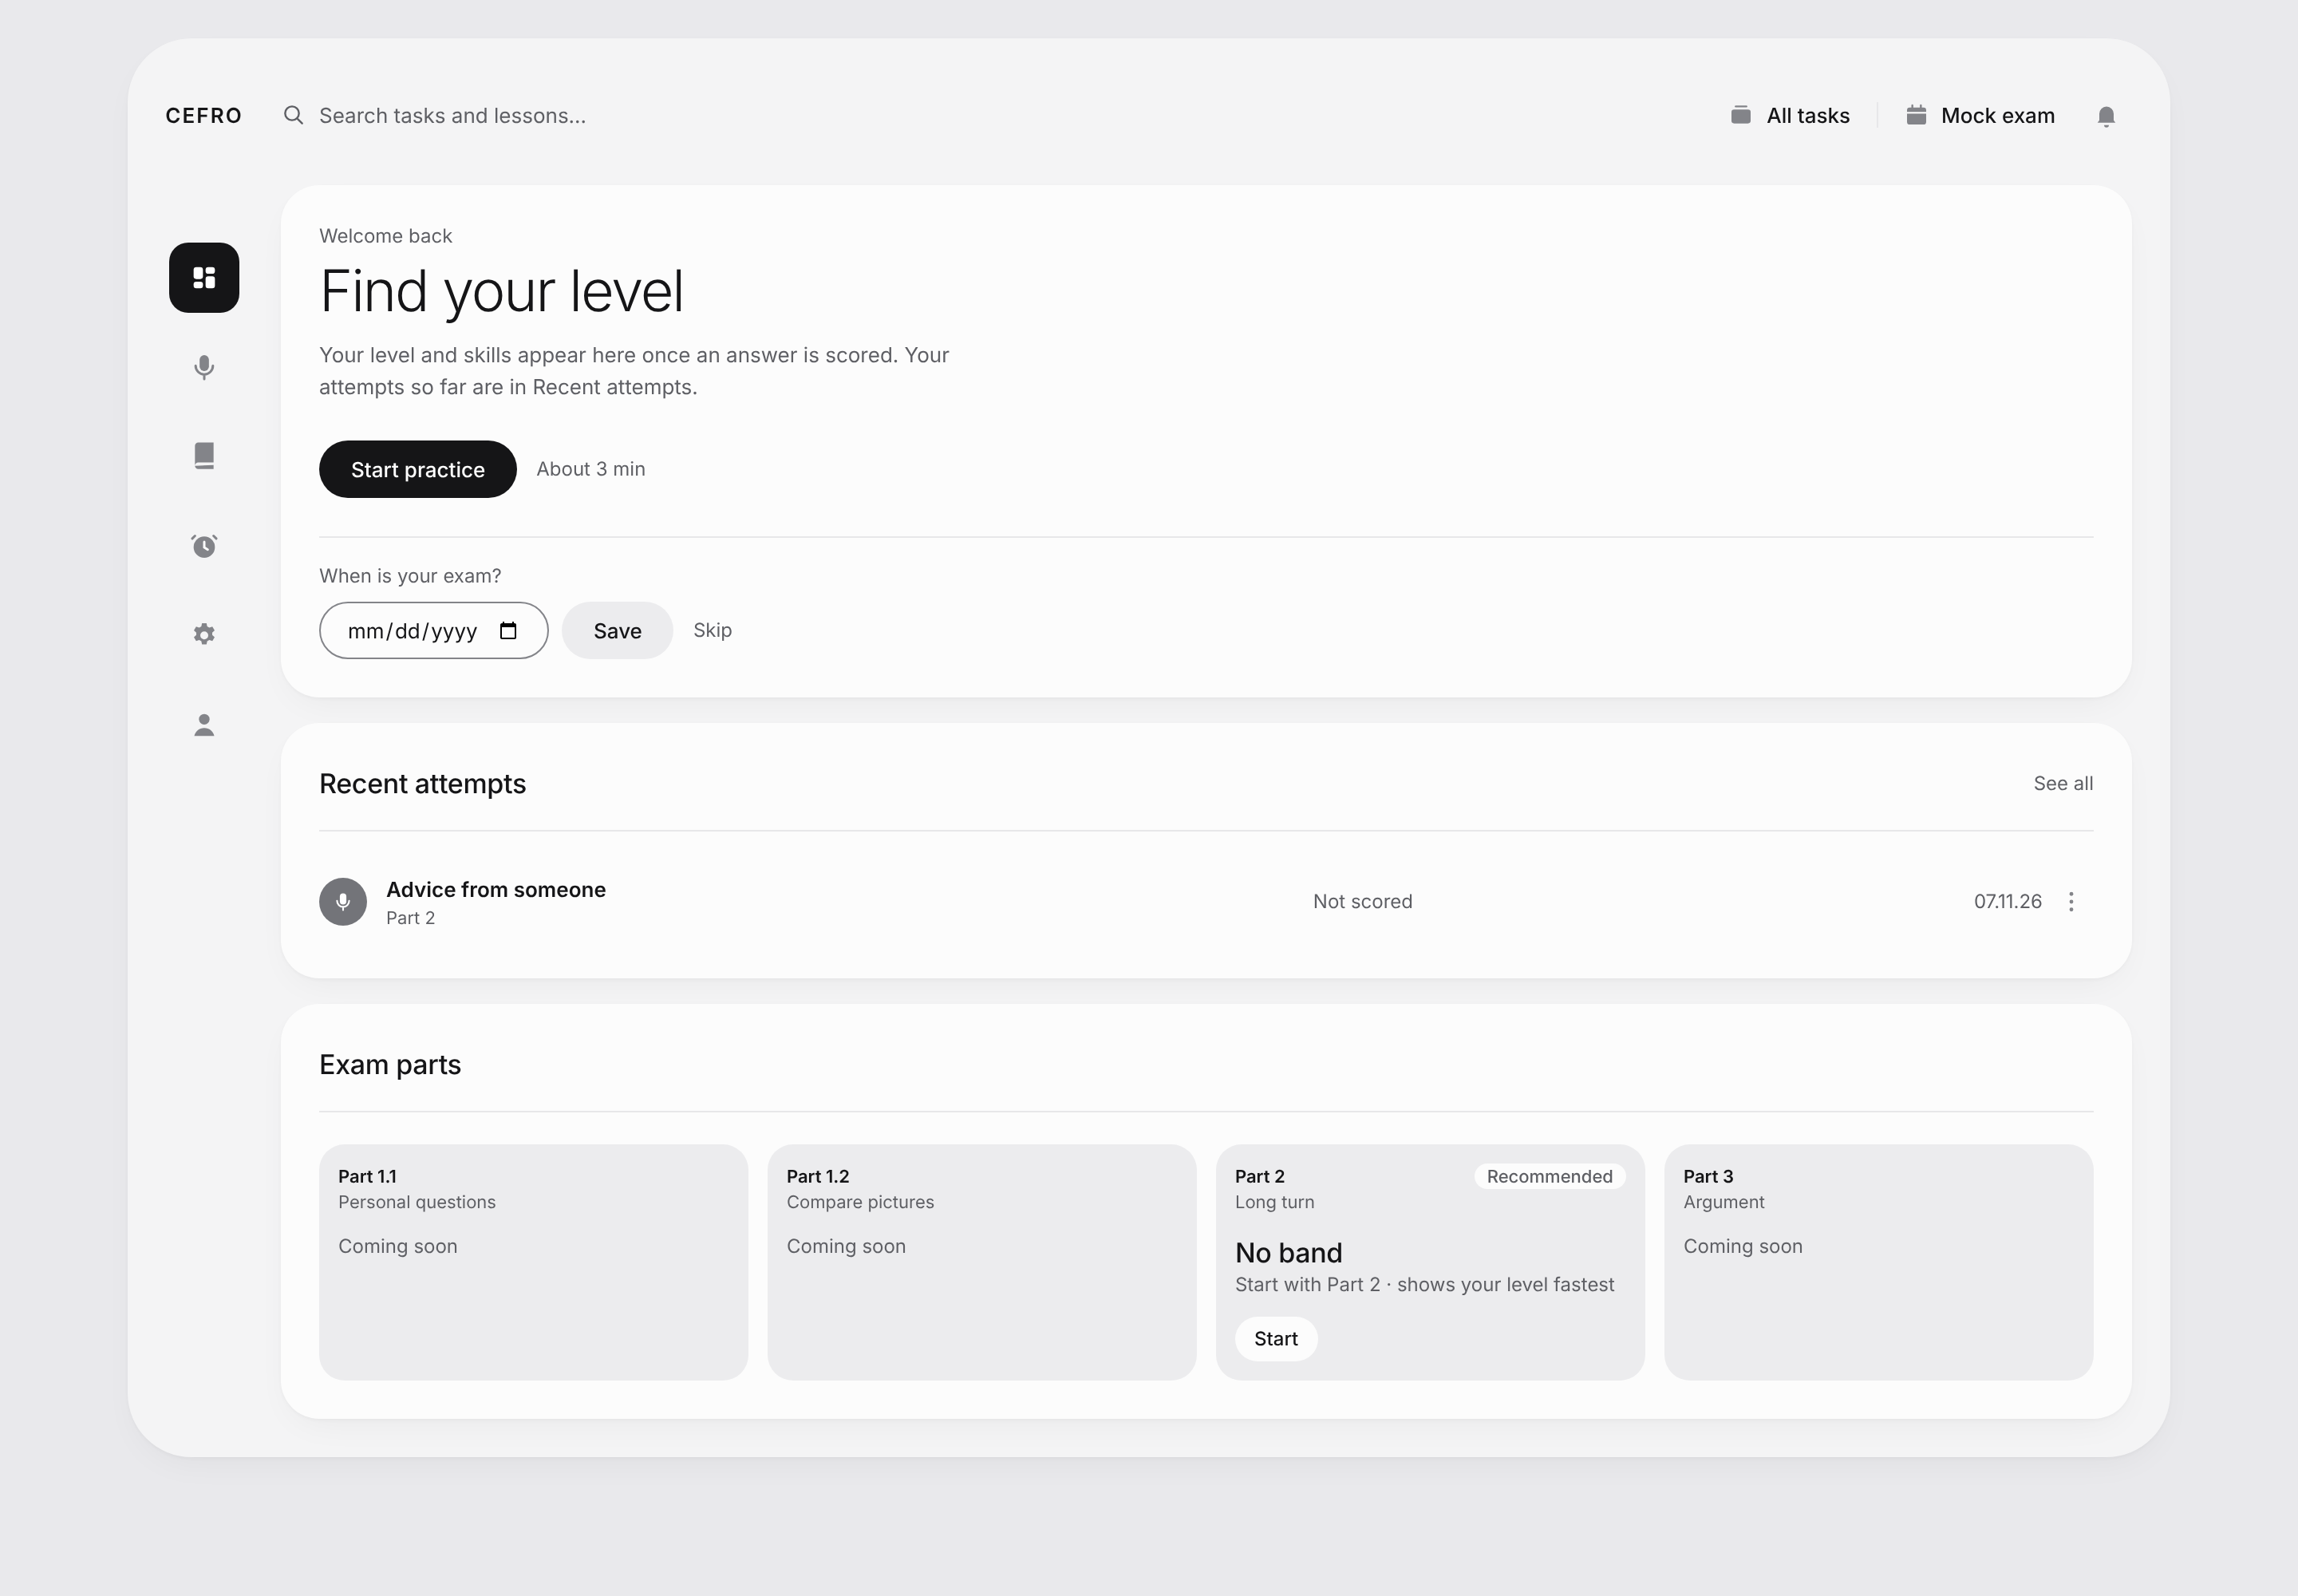 CEFRO
Search tasks and lessons...
All tasks
Mock exam
Welcome back
Find your level
Your level and skills appear here once an answer is scored. Your
attempts so far are in Recent attempts.
Start practice
About 3 min
When is your exam?
mm/dd/yyyy
Save
Skip
Recent attempts
See all
Advice from someone
Part 2
Not scored
07.11.26
Exam parts
Part 1.1
Personal questions
Coming soon
Part 1.2
Compare pictures
Coming soon
Part 2
Recommended
Long turn
No band
Start with Part 2 · shows your level fastest
Start
Part 3
Argument
Coming soon